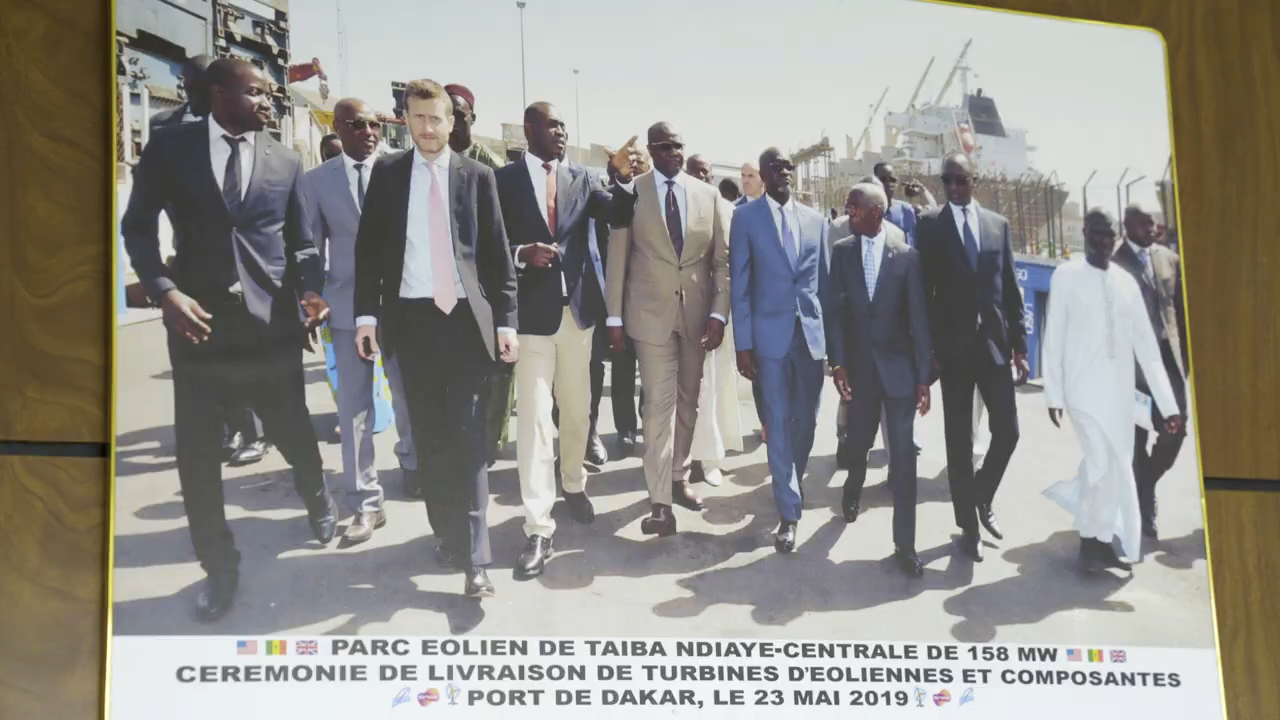 PARC EOLIEN DE TAIBA NDIAYE-CENTRALE DE 158 MW
CEREMONIE DE LIVRAISON DE TURBINES D'EOLIENNES ET COMPOSANTES
PORT DE DAKAR, LE 23 MAI 2019